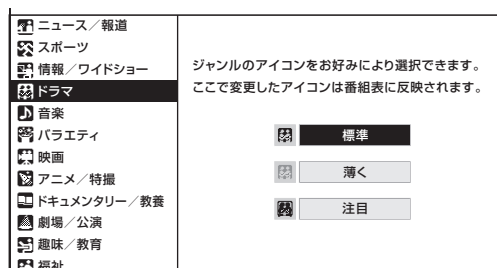 ニュース／報道
スポーツ
情報／ワイドショー
ドラマ
音楽
バラエティ
映画
アニメ／特撮
ドキュメンタリー／教養
劇場／公演
趣味／教育
福祉
ジャンルのアイコンをお好みにより選択できます。
ここで変更したアイコンは番組表に反映されます。
標準
薄く
注目